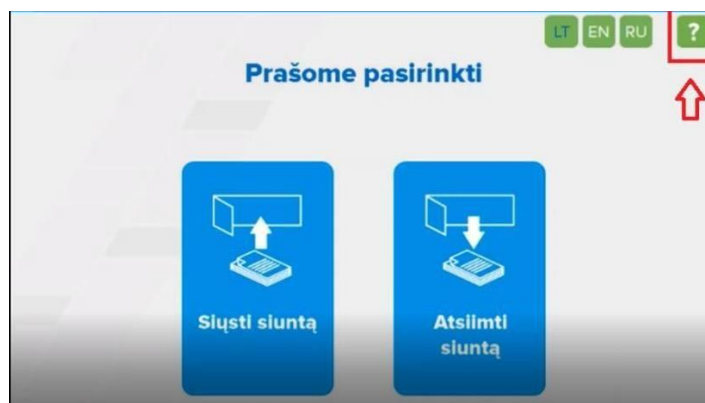 LT EN RU ?
Prašome pasirinkti
Siųsti siuntą
Atsiimti
siuntą